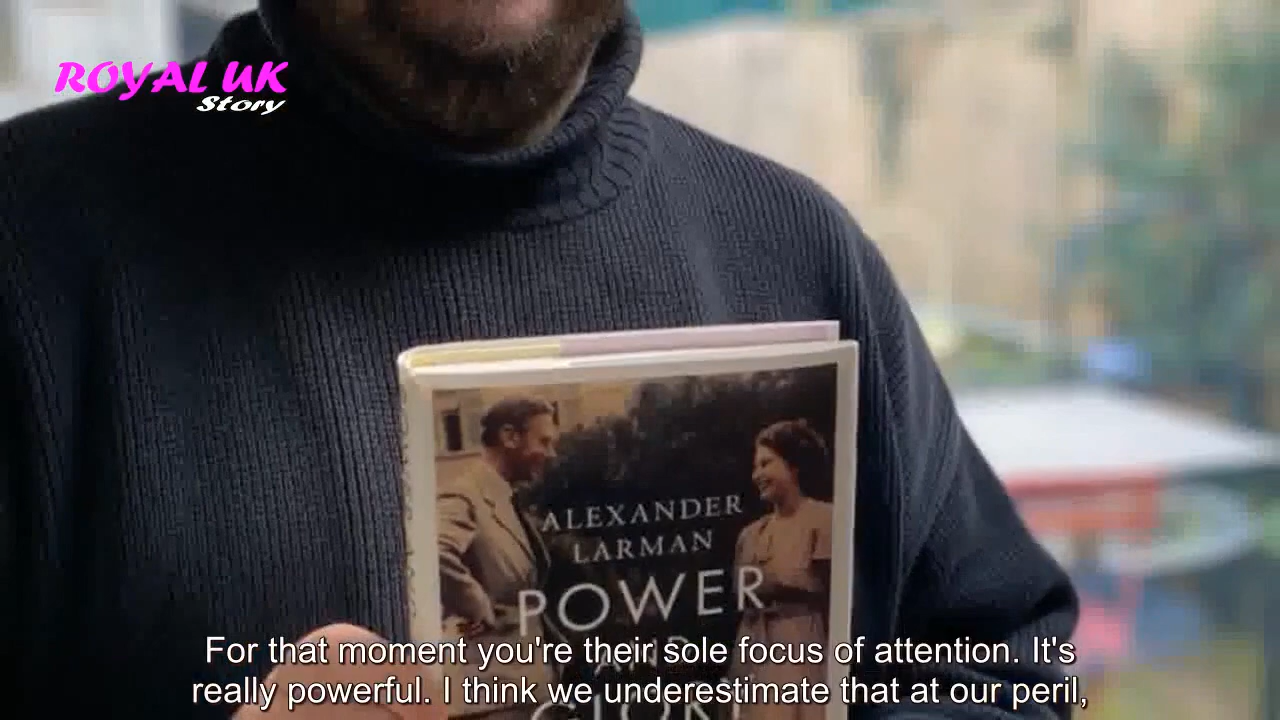 ROYAL UK
Story
ALEXANDER
LARMAN
POWER
AND
For that moment you're their sole focus of attention. It's
really powerful. I think we underestimate that at our peril,